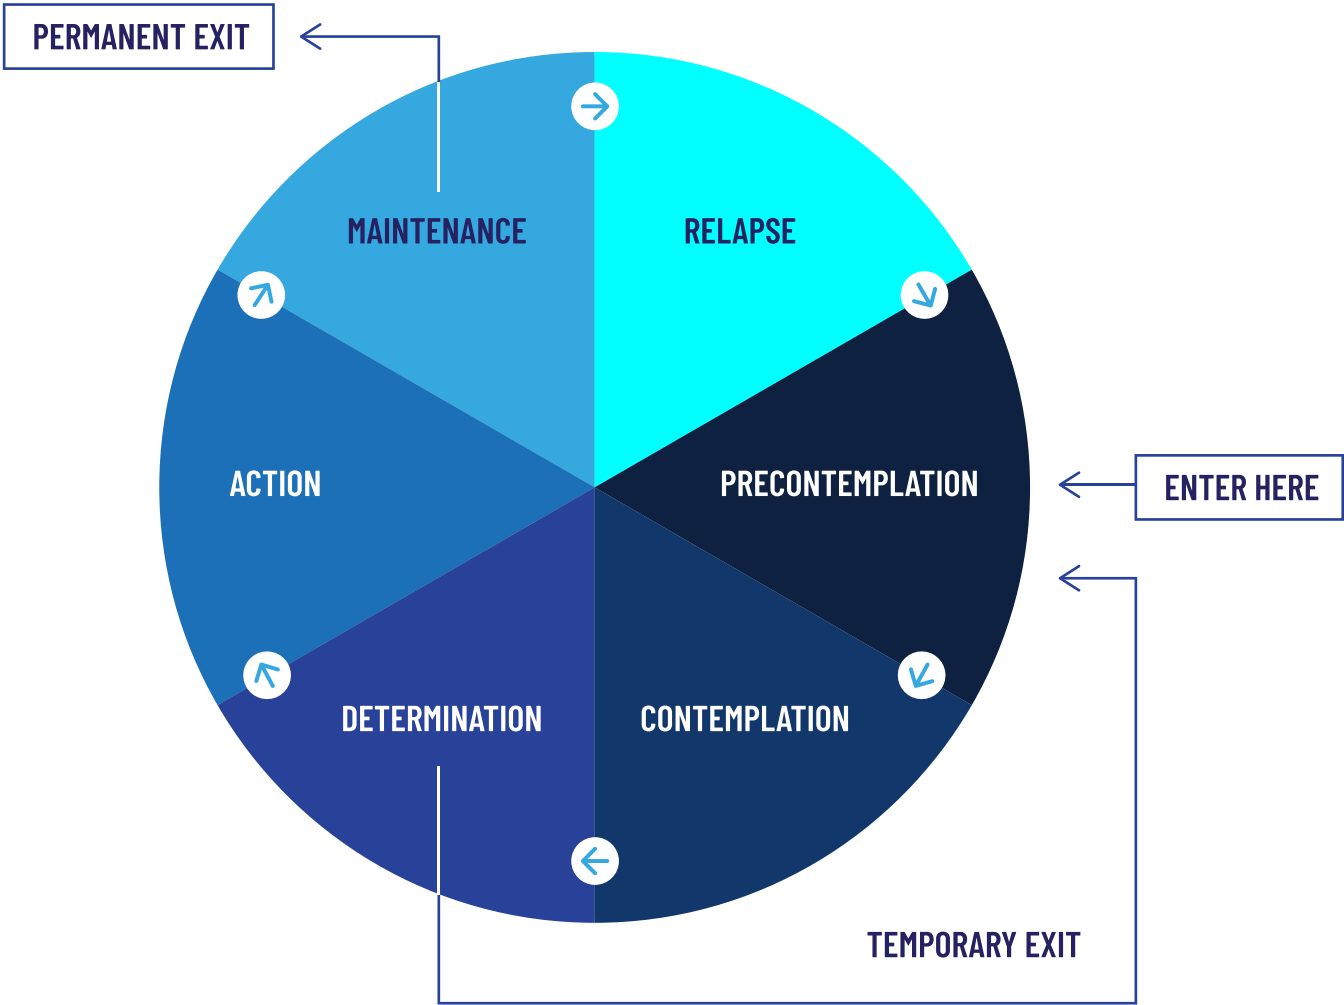 PERMANENT EXIT
MAINTENANCE
RELAPSE
ACTION
PRECONTEMPLATION
ENTER HERE
DETERMINATION
CONTEMPLATION
TEMPORARY EXIT